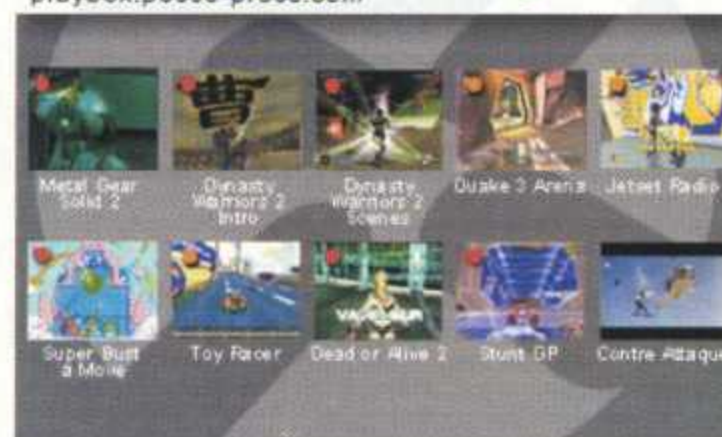 Metal Gear
Solid 2
Dynasty
Warriors 2
Intro
Dynasty
Warriors 2
Scenes
Quake 3 Arena
Jetset Radio
曹
Super Bust
a Move
Toy Racer
Dead or Alive 2
Stunt GP
Contre Attaque